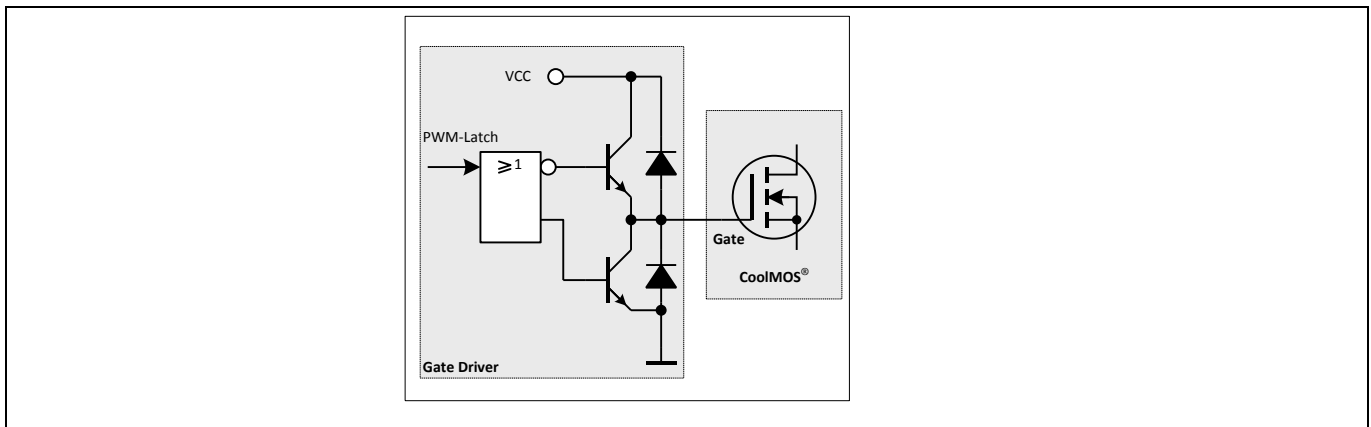 VCC
PWM-Latch
≥1
Gate
CoolMOS®
Gate Driver